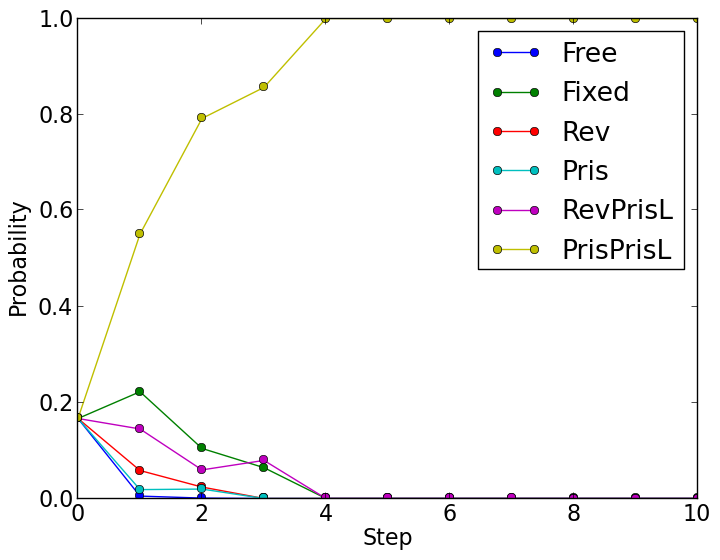 1.0
0.8
0.6
0.4
0.2
0.0
Probability
0 2 4 6 8 10
Step
Free
Fixed
Rev
Pris
RevPrisL
PrisPrisL